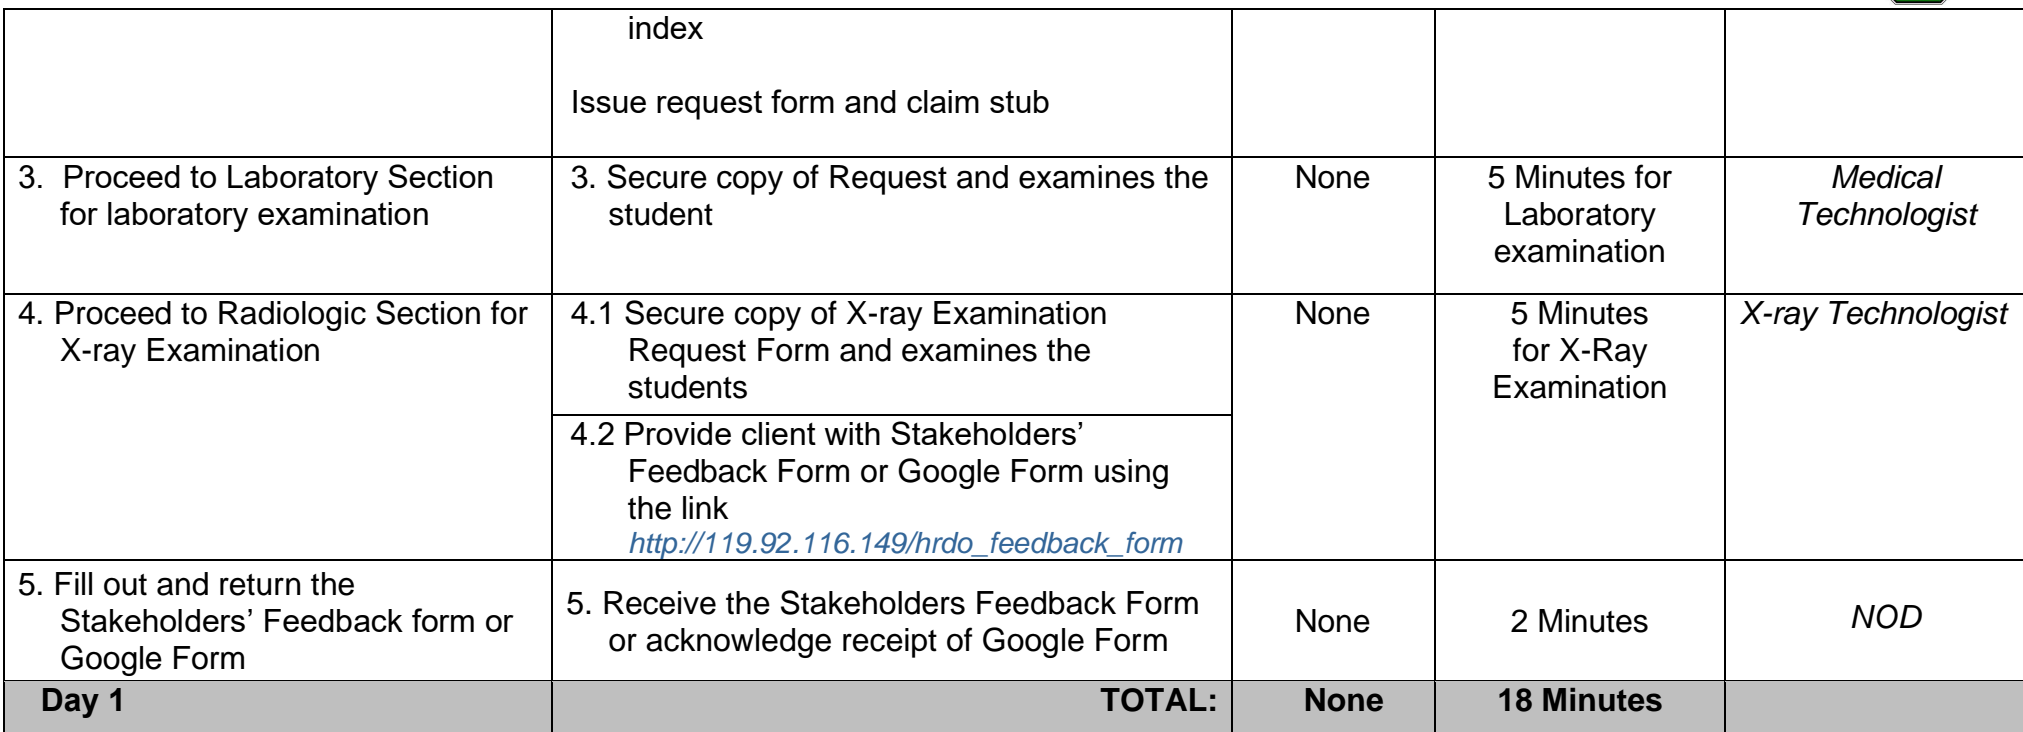 index
Issue request form and claim stub
3. Proceed to Laboratory Section
for laboratory examination
3. Secure copy of Request and examines the
student
None
5 Minutes for
Laboratory
examination
Medical
Technologist
4. Proceed to Radiologic Section for
X-ray Examination
4.1 Secure copy of X-ray Examination
Request Form and examines the
students
None
5 Minutes
for X-Ray
Examination
X-ray Technologist
4.2 Provide client with Stakeholders’
Feedback Form or Google Form using
the link
http://119.92.116.149/hrdo_feedback_form
5. Fill out and return the
Stakeholders’ Feedback form or
Google Form
5. Receive the Stakeholders Feedback Form
or acknowledge receipt of Google Form
None
2 Minutes
NOD
Day 1
TOTAL:
None
18 Minutes